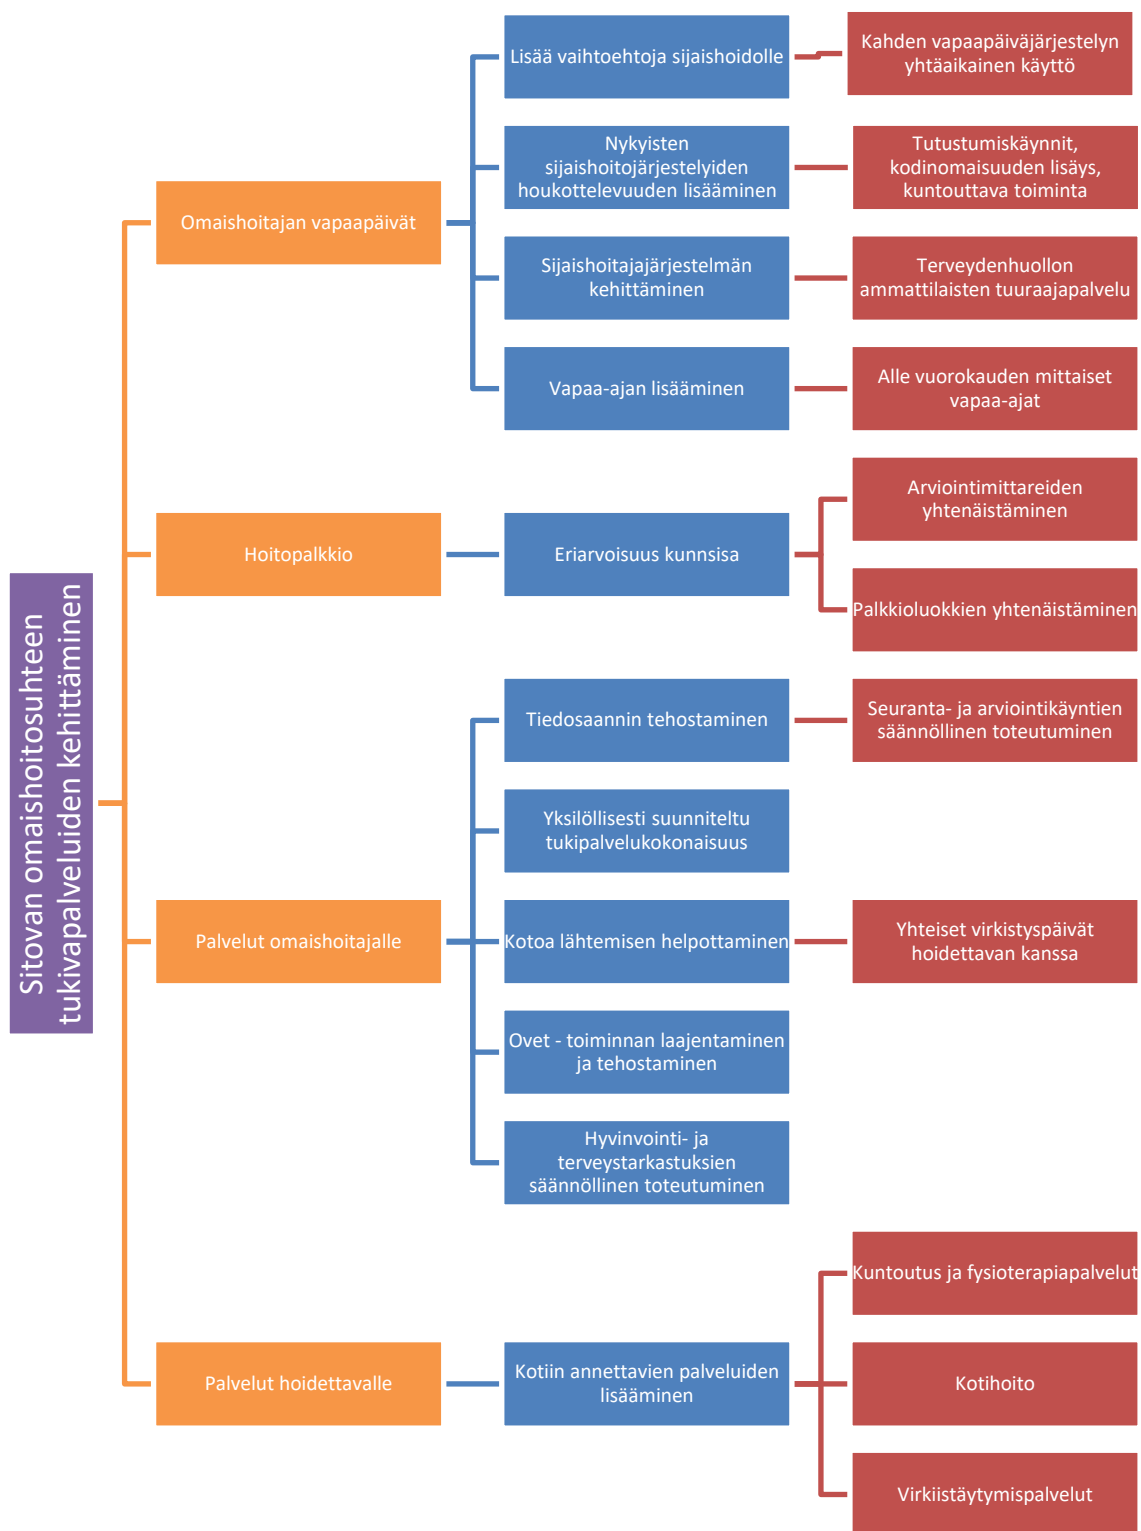 Sitovan omaishoitosuhteen
tukivapalveluiden kehittäminen
Omaishoitajan vapaapäivät
Lisää vaihtoehtoja sijaishoidolle
Kahden vapaapäiväjärjestelyn
yhtäaikainen käyttö
Nykyisten
sijaishoitojärjestelyiden
houkottelevuuden lisääminen
Tutustumiskäynnit,
kodinomaisuuden lisäys,
kuntouttava toiminta
Sijaishoitajajärjestelmän
kehittäminen
Terveydenhuollon
ammattilaisten tuuraajapalvelu
Vapaa-ajan lisääminen
Alle vuorokauden mittaiset
vapaa-ajat
Hoitopalkkio
Eriarvoisuus kunnsisa
Arviointimittareiden
yhtenäistäminen
Palkkioluokkien yhtenäistäminen
Palvelut omaishoitajalle
Tiedosaannin tehostaminen
Seuranta- ja arviointikäyntien
säännöllinen toteutuminen
Yksilöllisesti suunniteltu
tukipalvelukokonaisuus
Kotoa lähtemisen helpottaminen
Yhteiset virkistyspäivät
hoidettavan kanssa
Ovet - toiminnan laajentaminen
ja tehostaminen
Hyvinvointi- ja
terveystarkastuksien
säännöllinen toteutuminen
Palvelut hoidettavalle
Kotiin annettavien palveluiden
lisääminen
Kuntoutus ja fysioterapiapalvelut
Kotihoito
Virkiistäytymispalvelut